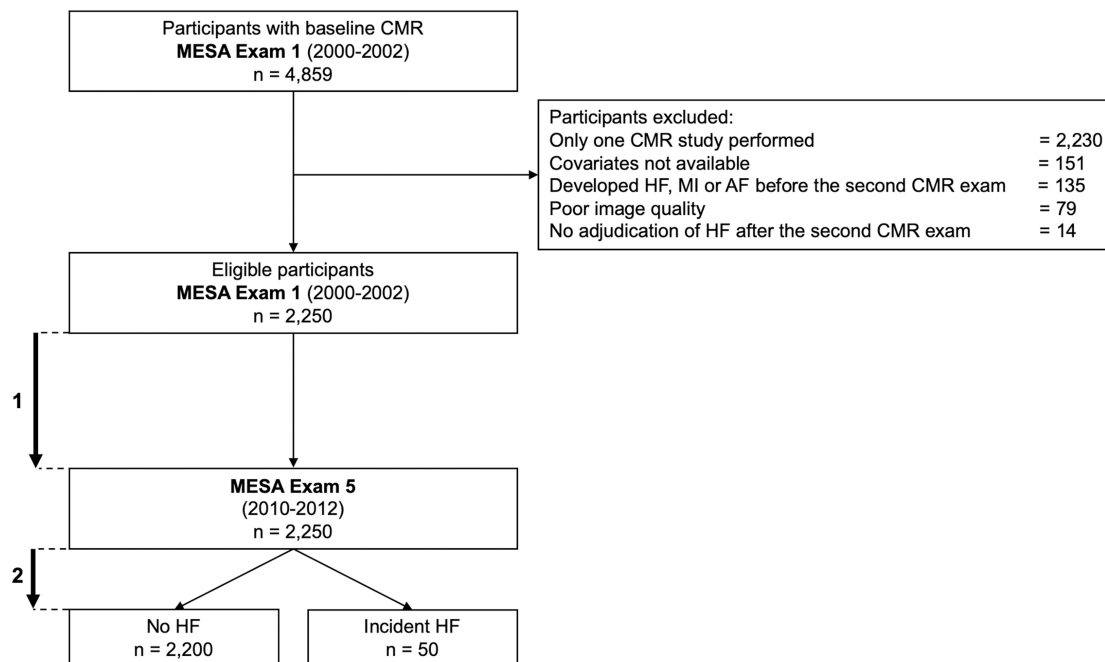 Participants with baseline CMR
MESA Exam 1 (2000-2002)
n = 4,859
Participants excluded:
Only one CMR study performed = 2,230
Covariates not available = 151
Developed HF, MI or AF before the second CMR exam = 135
Poor image quality = 79
No adjudication of HF after the second CMR exam = 14
Eligible participants
MESA Exam 1 (2000-2002)
n = 2,250
1
MESA Exam 5
(2010-2012)
n = 2,250
2
No HF
n = 2,200
Incident HF
n = 50